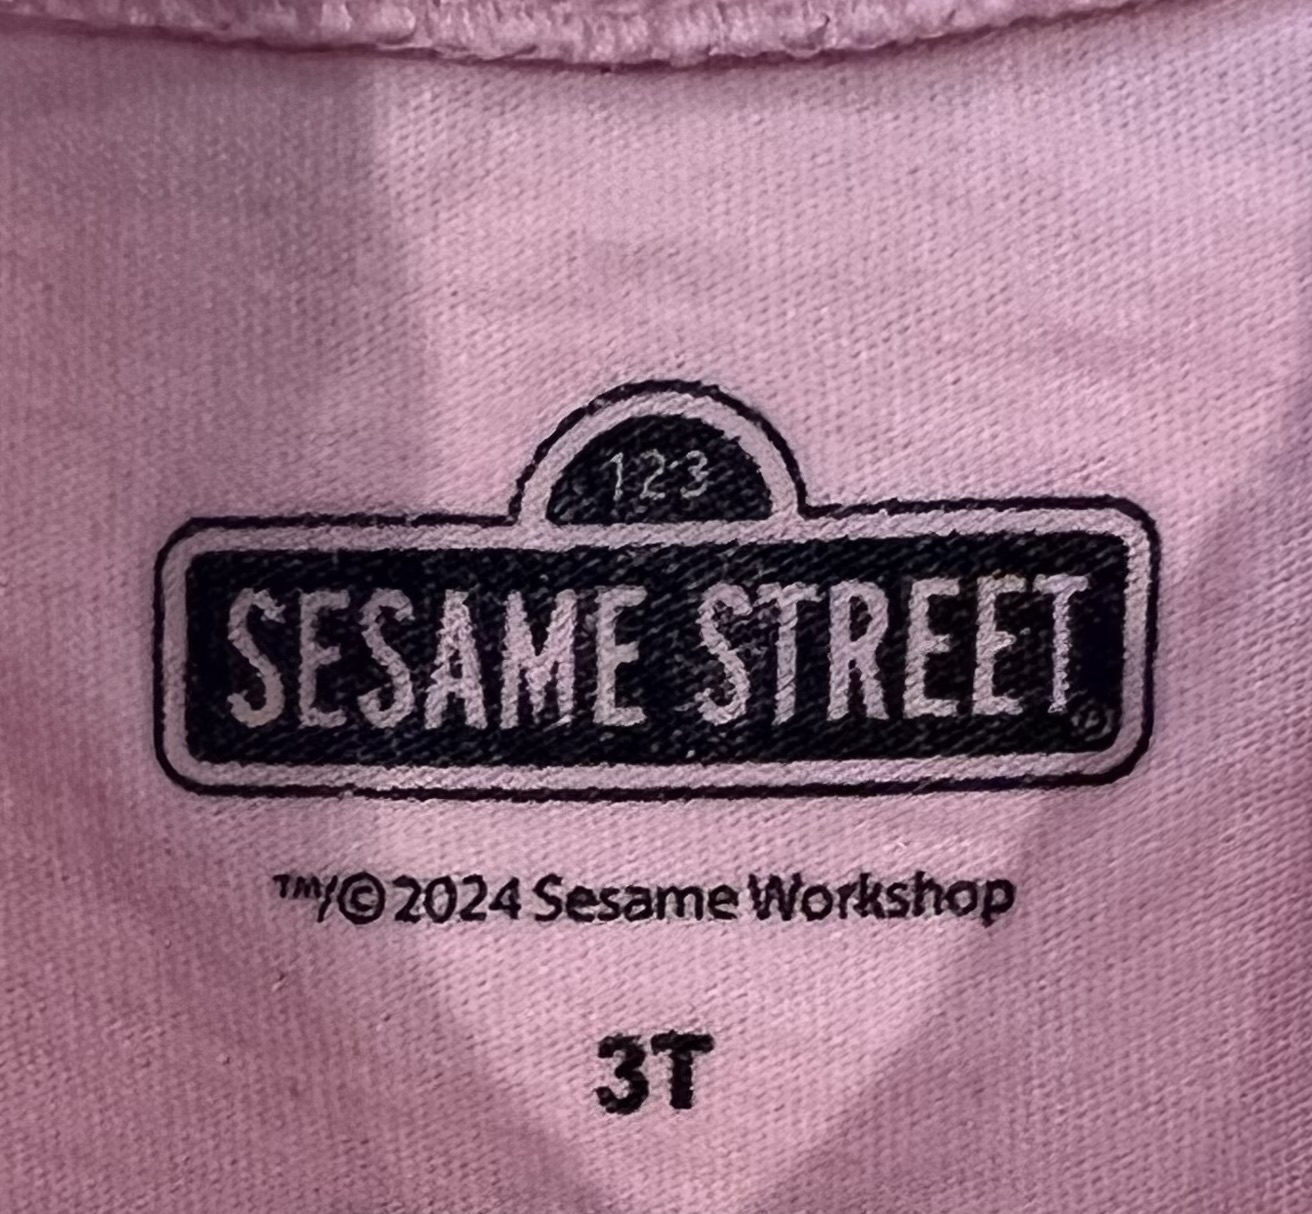 123
SESAME STREET®
™/© 2024 Sesame Workshop
3T